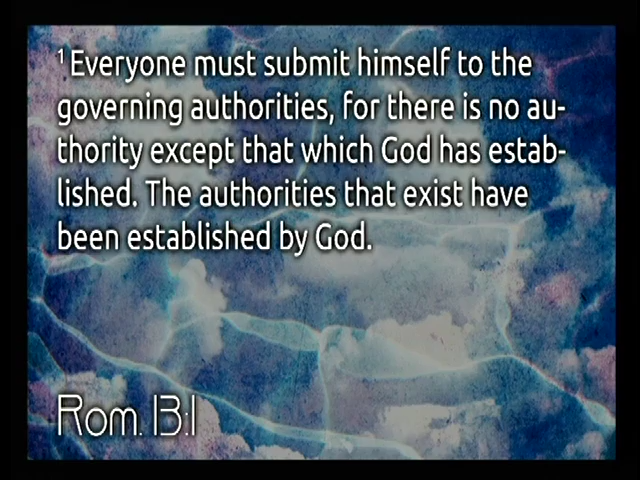 ¹ Everyone must submit himself to the
governing authorities, for there is no au-
thority except that which God has estab-
lished. The authorities that exist have
been established by God.
Rom. 13:1